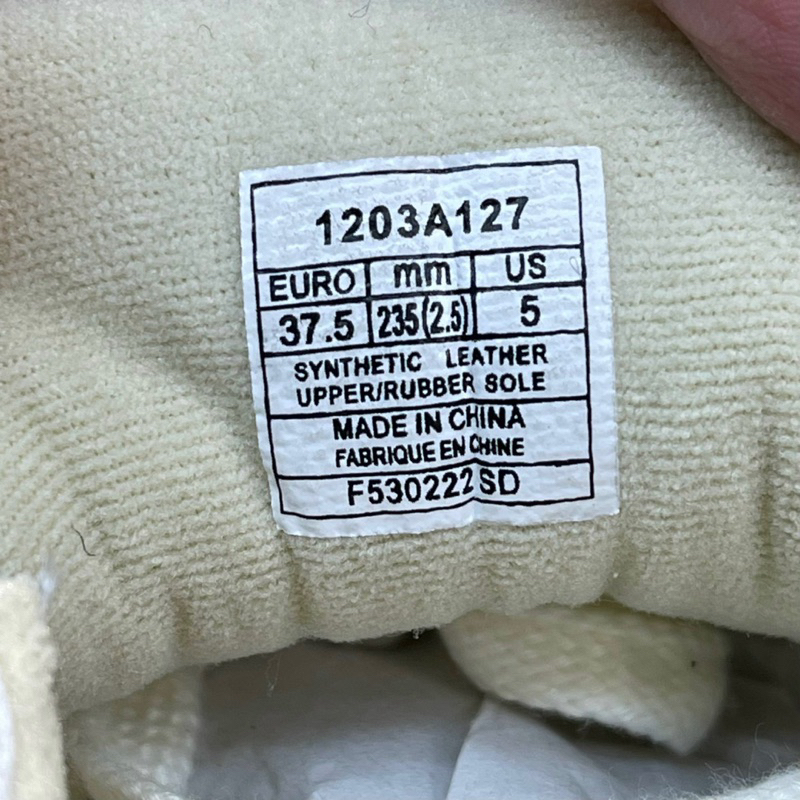 1203A127
EURO mm US
37.5 235(2.5) 5
SYNTHETIC LEATHER
UPPER/RUBBER SOLE
MADE IN CHINA
FABRIQUE EN CHINE
F530222 SD